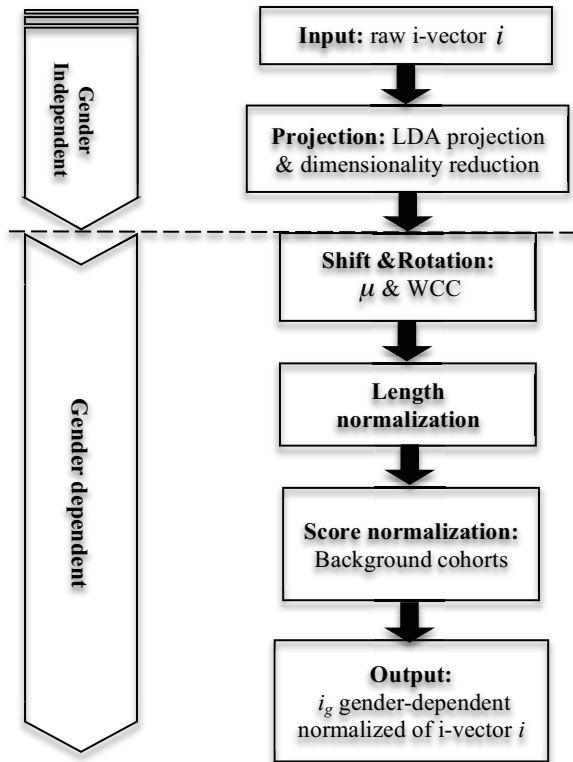 Gender
Independent
Input: raw i-vector i
Projection: LDA projection
& dimensionality reduction
Gender dependent
Shift &Rotation:
μ & WCC
Length
normalization
Score normalization:
Background cohorts
Output:
i_g gender-dependent
normalized of i-vector i